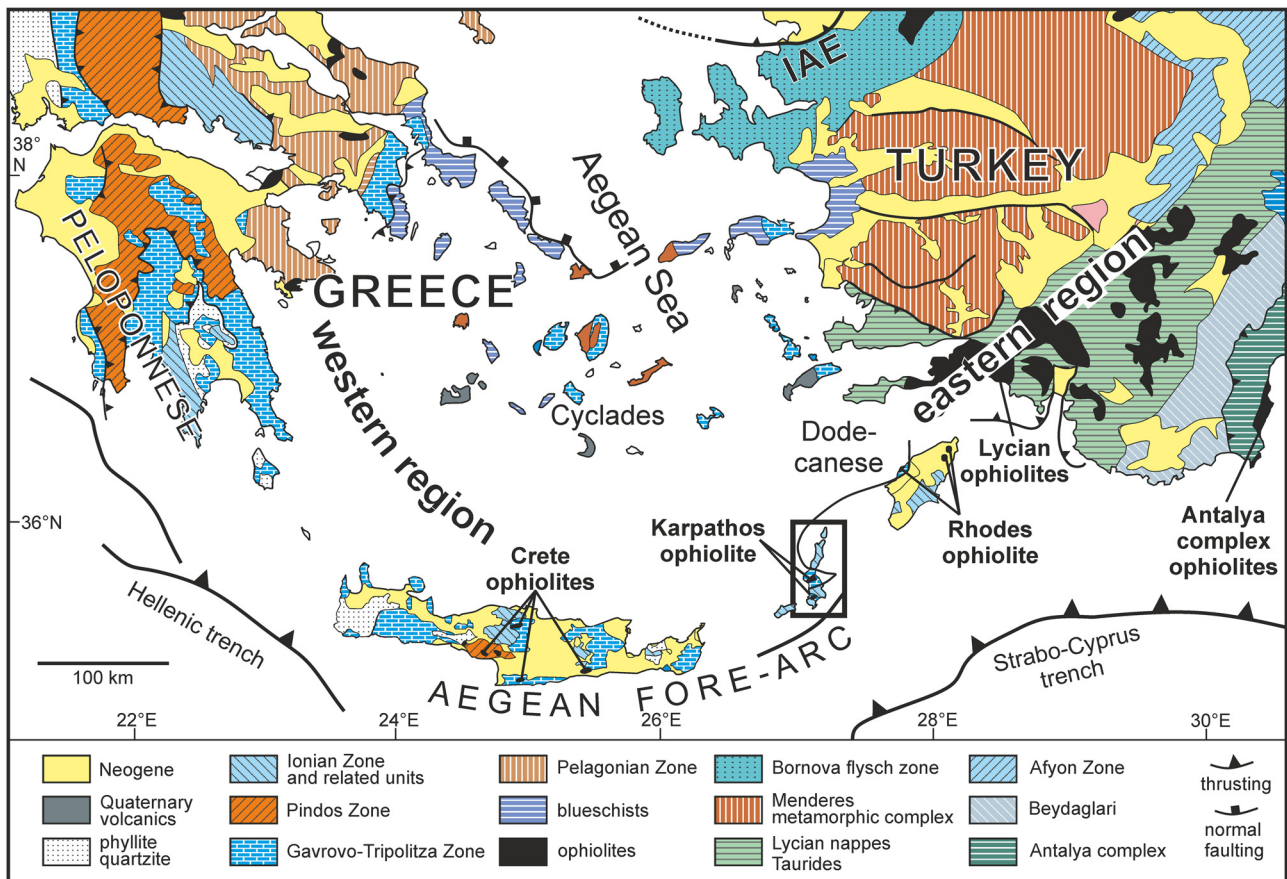 IAE
38°
N
Aegean Sea
TURKEY
PELOPONNESE
GREECE
western region
eastern region
Cyclades
Dode-
canese
Lycian
ophiolites
36°N
Karpathos
ophiolite
Rhodes
ophiolite
Antalya
complex
ophiolites
Crete
ophiolites
Hellenic trench
Strabo-Cyprus
trench
100 km
AEGEAN FORE-ARC
22°E
24°E
26°E
28°E
30°E
Neogene
Ionian Zone
and related units
Pelagonian Zone
Bornova flysch zone
Afyon Zone
thrusting
Quaternary
volcanics
Pindos Zone
blueschists
Menderes
metamorphic complex
Beydaglari
normal
faulting
phyllite
quartzite
Gavrovo-Tripolitza Zone
ophiolites
Lycian nappes
Taurides
Antalya complex